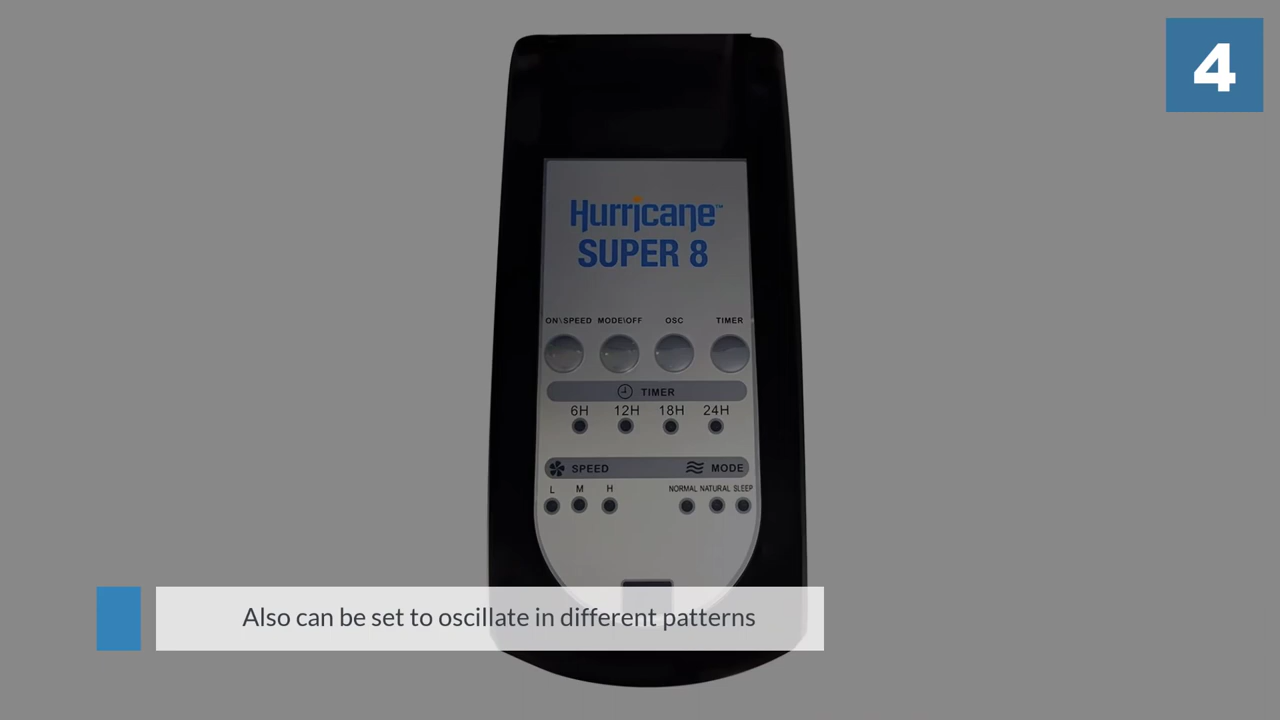 4
Hurricane™
SUPER 8
ON\SPEED MODE\OFF OSC TIMER
TIMER
6H 12H 18H 24H
SPEED MODE
L M H NORMAL NATURAL SLEEP
Also can be set to oscillate in different patterns